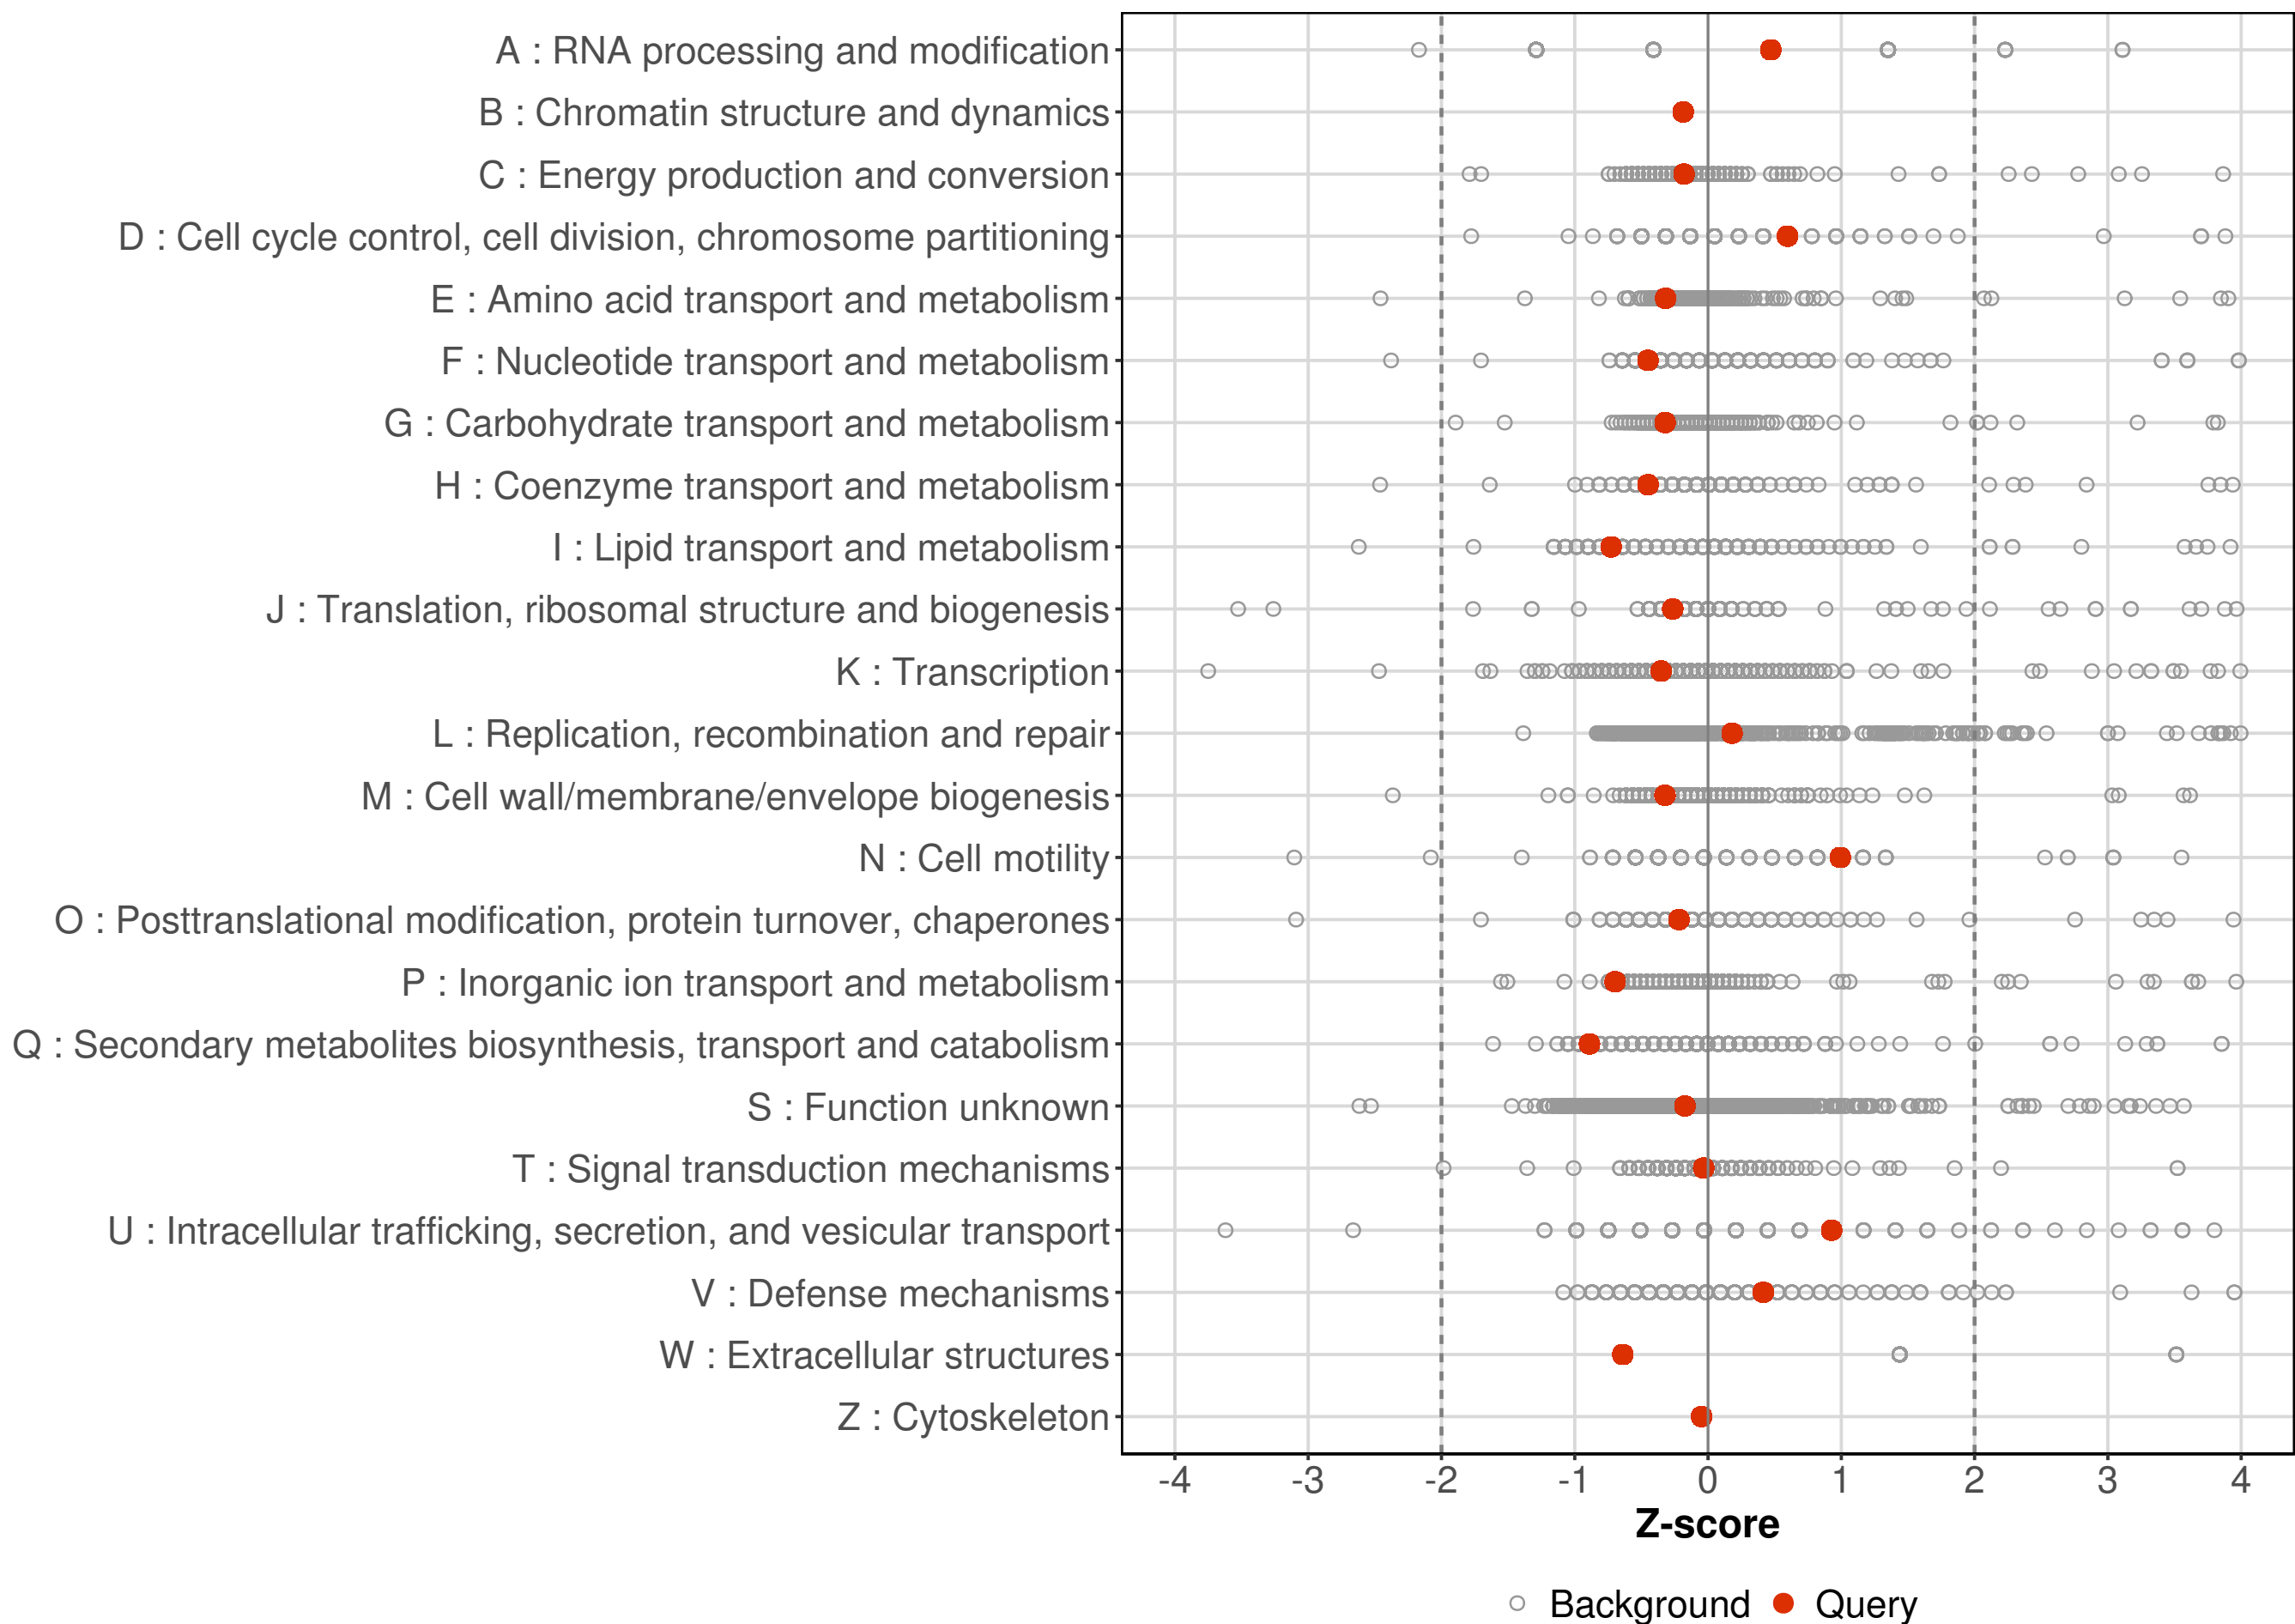 A : RNA processing and modification
B : Chromatin structure and dynamics
C : Energy production and conversion
D : Cell cycle control, cell division, chromosome partitioning
E : Amino acid transport and metabolism
F : Nucleotide transport and metabolism
G : Carbohydrate transport and metabolism
H : Coenzyme transport and metabolism
I : Lipid transport and metabolism
J : Translation, ribosomal structure and biogenesis
K : Transcription
L : Replication, recombination and repair
M : Cell wall/membrane/envelope biogenesis
N : Cell motility
O : Posttranslational modification, protein turnover, chaperones
P : Inorganic ion transport and metabolism
Q : Secondary metabolites biosynthesis, transport and catabolism
S : Function unknown
T : Signal transduction mechanisms
U : Intracellular trafficking, secretion, and vesicular transport
V : Defense mechanisms
W : Extracellular structures
Z : Cytoskeleton
-4 -3 -2 -1 0 1 2 3 4
Z-score
Background Query